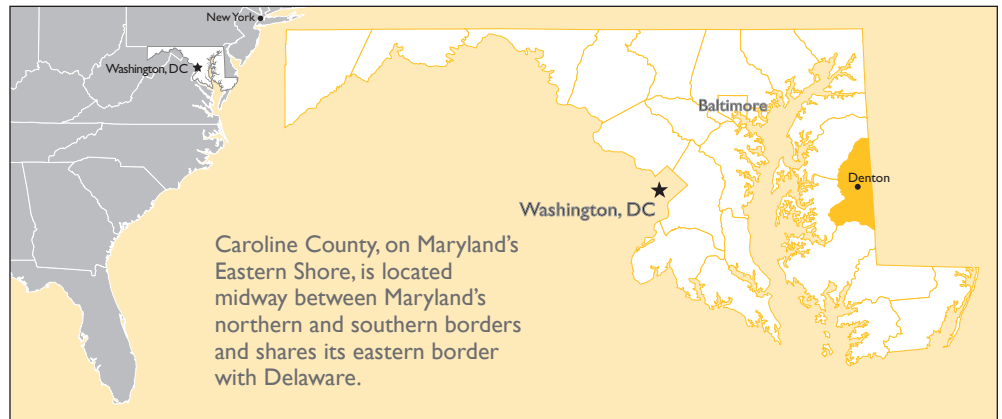 New York
Washington, DC
Baltimore
Denton
Washington, DC
Caroline County, on Maryland's
Eastern Shore, is located
midway between Maryland's
northern and southern borders
and shares its eastern border
with Delaware.